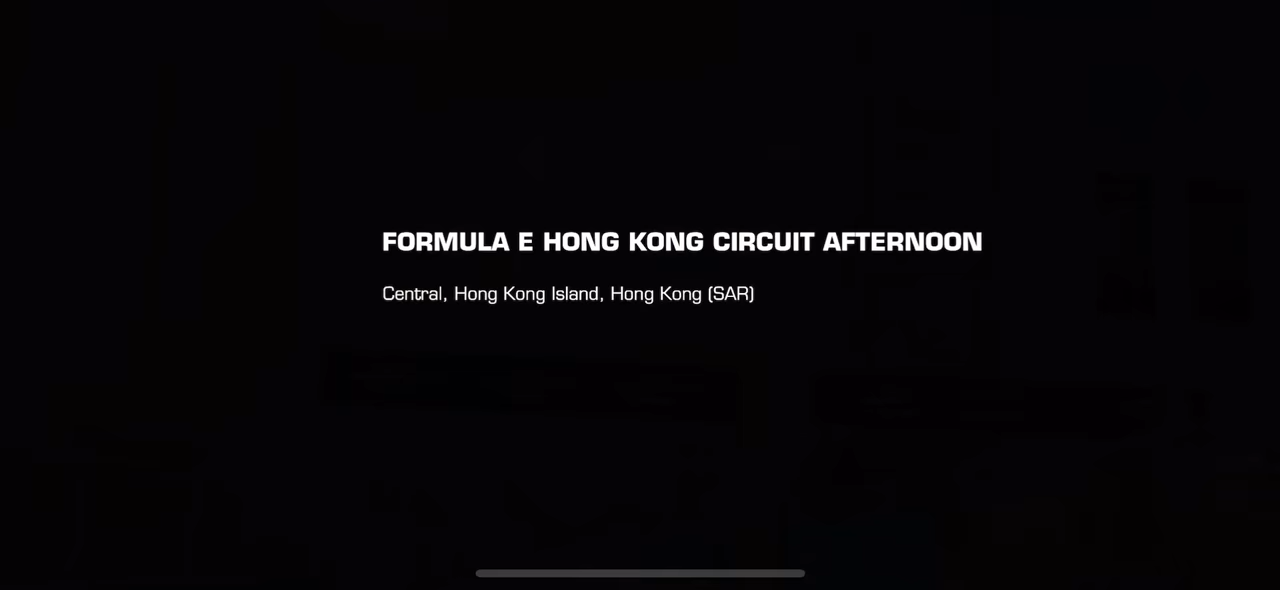 FORMULA E HONG KONG CIRCUIT AFTERNOON
Central, Hong Kong Island, Hong Kong (SAR)